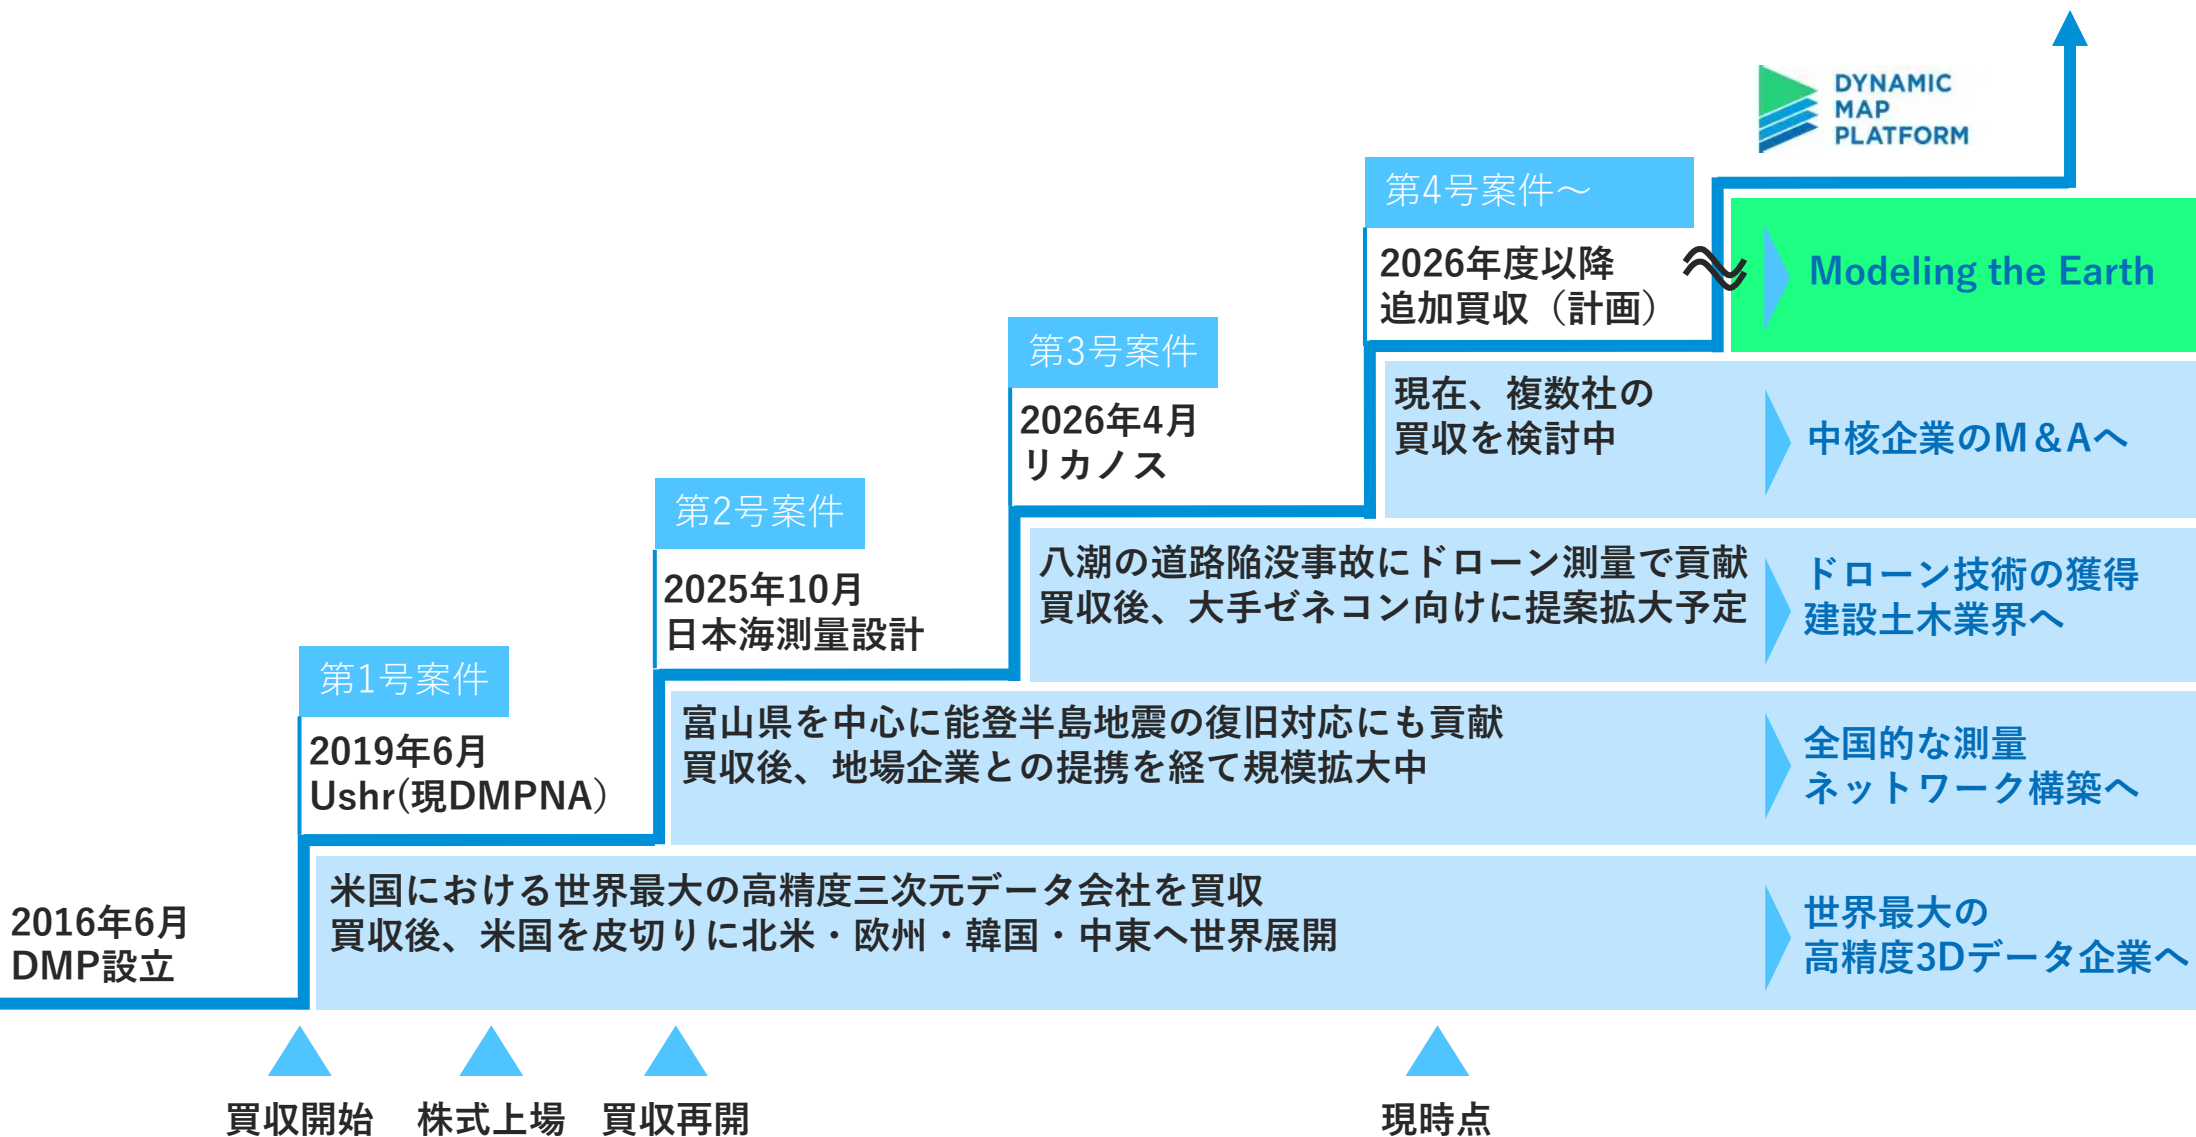 DYNAMIC
MAP
PLATFORM
第4号案件～
2026年度以降
追加買収（計画）
Modeling the Earth
第3号案件
2026年4月
リカノス
現在、複数社の
買収を検討中
中核企業のM＆Aへ
第2号案件
2025年10月
日本海測量設計
八潮の道路陥没事故にドローン測量で貢献
買収後、大手ゼネコン向けに提案拡大予定
ドローン技術の獲得
建設土木業界へ
第1号案件
2019年6月
Ushr(現DMPNA）
富山県を中心に能登半島地震の復旧対応にも貢献
買収後、地場企業との提携を経て規模拡大中
全国的な測量
ネットワーク構築へ
2016年6月
DMP設立
米国における世界最大の高精度三次元データ会社を買収
買収後、米国を皮切りに北米・欧州・韓国・中東へ世界展開
世界最大の
高精度3Dデータ企業へ
買収開始
株式上場
買収再開
現時点